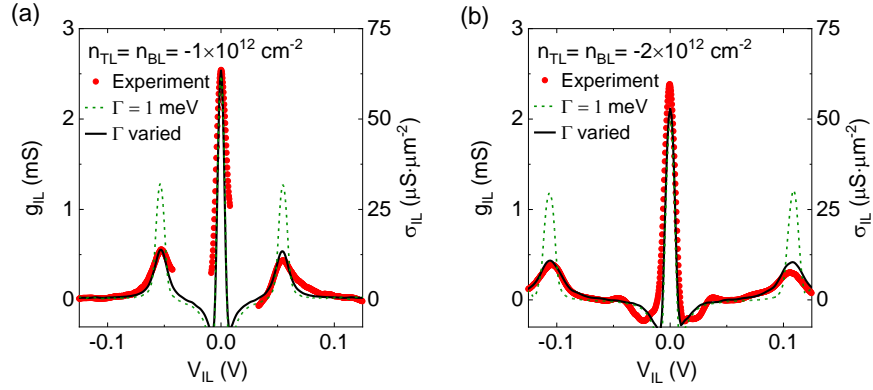 (a)
n_TL= n_BL= -1×10^12 cm^-2
Experiment
Γ = 1 meV
Γ varied
g_IL (mS)
3
2
1
0
σ_IL (μS·μm^-2)
75
50
25
0
-0.1
0.0
0.1
V_IL (V)
(b)
n_TL= n_BL= -2×10^12 cm^-2
Experiment
Γ = 1 meV
Γ varied
g_IL (mS)
3
2
1
0
σ_IL (μS·μm^-2)
75
50
25
0
-0.1
0.0
0.1
V_IL (V)